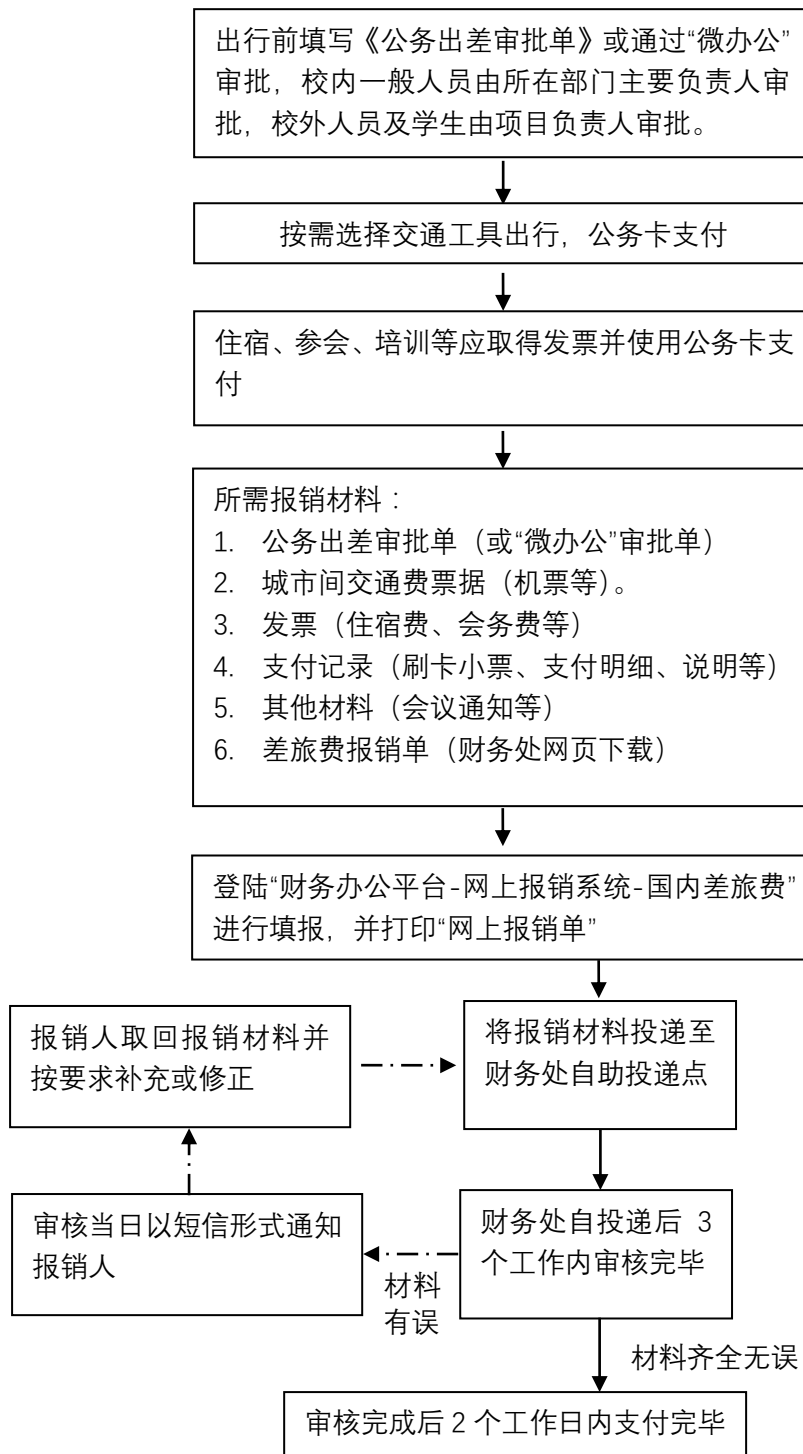 出行前填写《公务出差审批单》或通过“微办公”
审批，校内一般人员由所在部门主要负责人审
批，校外人员及学生由项目负责人审批。
按需选择交通工具出行，公务卡支付
住宿、参会、培训等应取得发票并使用公务卡支
付
所需报销材料：
1. 公务出差审批单（或“微办公”审批单）
2. 城市间交通费票据（机票等）。
3. 发票（住宿费、会务费等）
4. 支付记录（刷卡小票、支付明细、说明等）
5. 其他材料（会议通知等）
6. 差旅费报销单（财务处网页下载）
登陆“财务办公平台-网上报销系统-国内差旅费”
进行填报，并打印“网上报销单”
将报销材料投递至
财务处自助投递点
报销人取回报销材料并
按要求补充或修正
财务处自投递后 3
个工作内审核完毕
审核当日以短信形式通知
报销人
材料
有误
材料齐全无误
审核完成后 2 个工作日内支付完毕